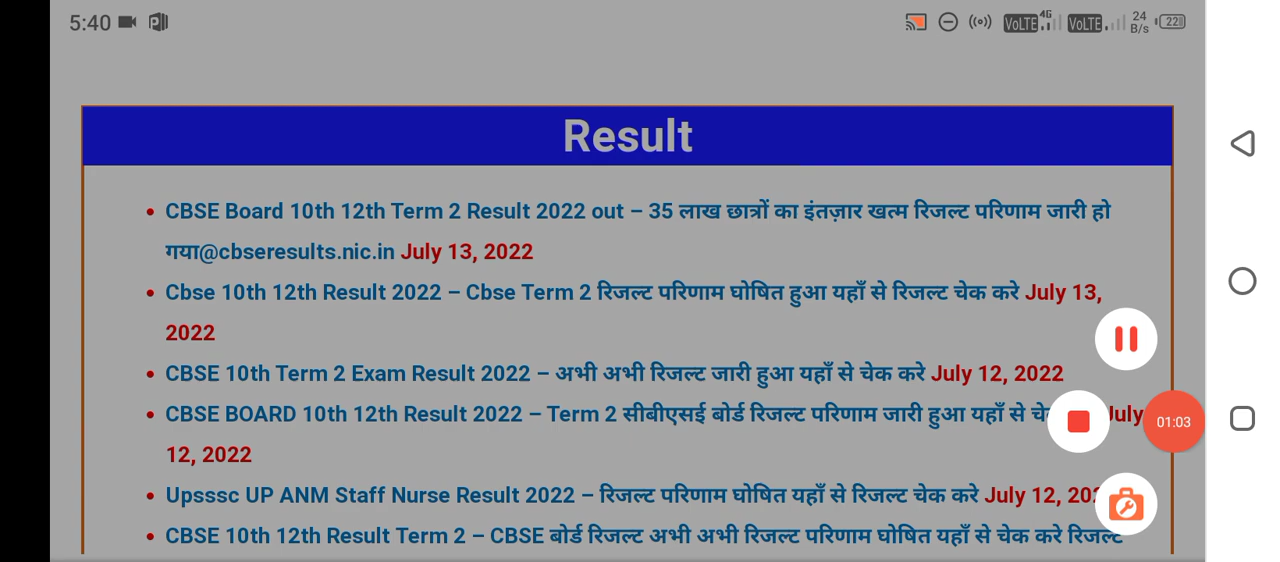 5:40
4G
VoLTE VoLTE 24 B/s 22
Result
CBSE Board 10th 12th Term 2 Result 2022 out – 35 लाख छात्रों का इंतज़ार खत्म रिजल्ट परिणाम जारी हो
गया@cbseresults.nic.in July 13, 2022
Cbse 10th 12th Result 2022 – Cbse Term 2 रिजल्ट परिणाम घोषित हुआ यहाँ से रिजल्ट चेक करे July 13,
2022
CBSE 10th Term 2 Exam Result 2022 – अभी अभी रिजल्ट जारी हुआ यहाँ से चेक करे July 12, 2022
CBSE BOARD 10th 12th Result 2022 – Term 2 सीबीएसई बोर्ड रिजल्ट परिणाम जारी हुआ यहाँ से July
01:03
12, 2022
Upsssc UP ANM Staff Nurse Result 2022 – रिजल्ट परिणाम घोषित यहाँ से रिजल्ट चेक करे July 12,
CBSE 10th 12th Result Term 2 – CBSE बोर्ड रिजल्ट अभी अभी रिजल्ट परिणाम घोषित यहाँ से चेक करे रिजल्ट